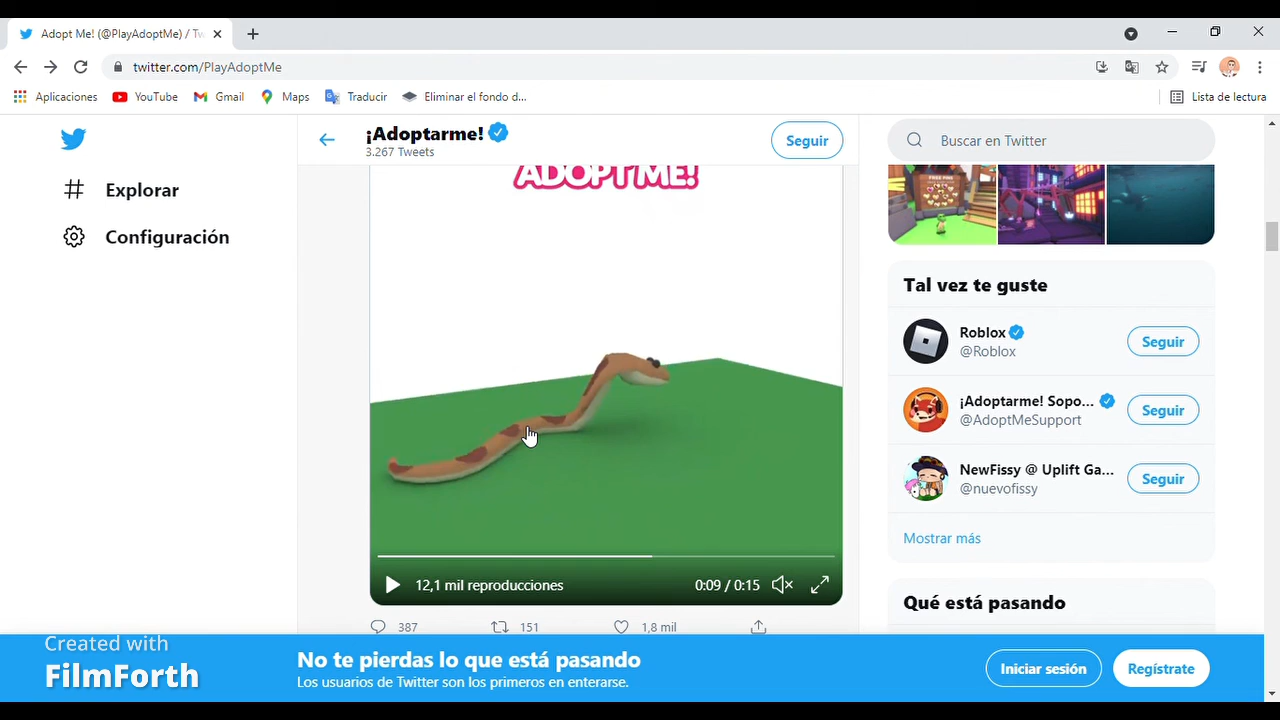 Adopt Me! (@PlayAdoptMe) / Tw
twitter.com/PlayAdoptMe
Aplicaciones
YouTube
Gmail
Maps
Traducir
Eliminar el fondo d...
Lista de lectura
¡Adoptarme!
3.267 Tweets
Seguir
Buscar en Twitter
Explorar
Configuración
ADOPT ME!
FREE PINS
12,1 mil reproducciones
0:09 / 0:15
387
151
1,8 mil
Tal vez te guste
Roblox
@Roblox
Seguir
¡Adoptarme! Sopo...
@AdoptMeSupport
Seguir
NewFissy @ Uplift Ga...
@nuevofissy
Seguir
Mostrar más
Qué está pasando
Created with
FilmForth
No te pierdas lo que está pasando
Los usuarios de Twitter son los primeros en enterarse.
Iniciar sesión
Regístrate